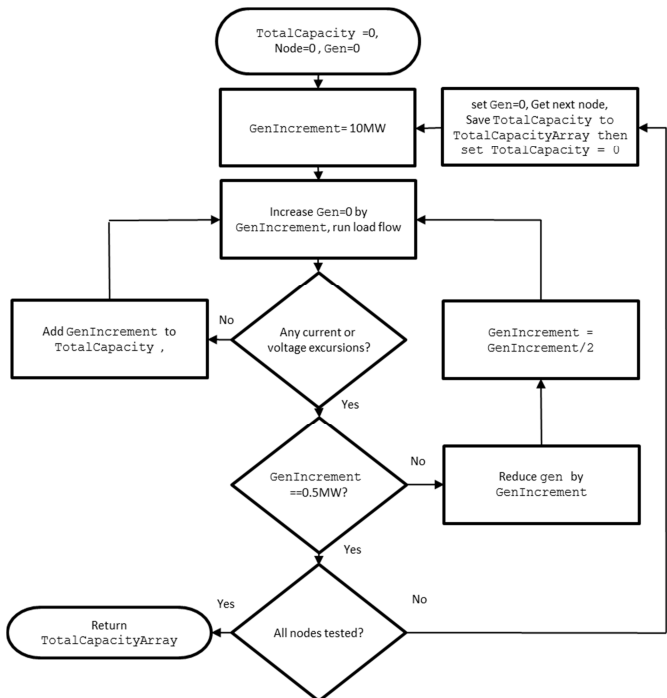 TotalCapacity =0,
Node=0 , Gen=0
GenIncrement= 10MW
set Gen=0, Get next node,
Save TotalCapacity to
TotalCapacityArray then
set TotalCapacity = 0
Increase Gen=0 by
GenIncrement, run load flow
Add GenIncrement to
TotalCapacity ,
No
Any current or
voltage excursions?
GenIncrement =
GenIncrement/2
Yes
GenIncrement
==0.5MW?
No
Reduce gen by
GenIncrement
Yes
Return
TotalCapacityArray
Yes
All nodes tested?
No